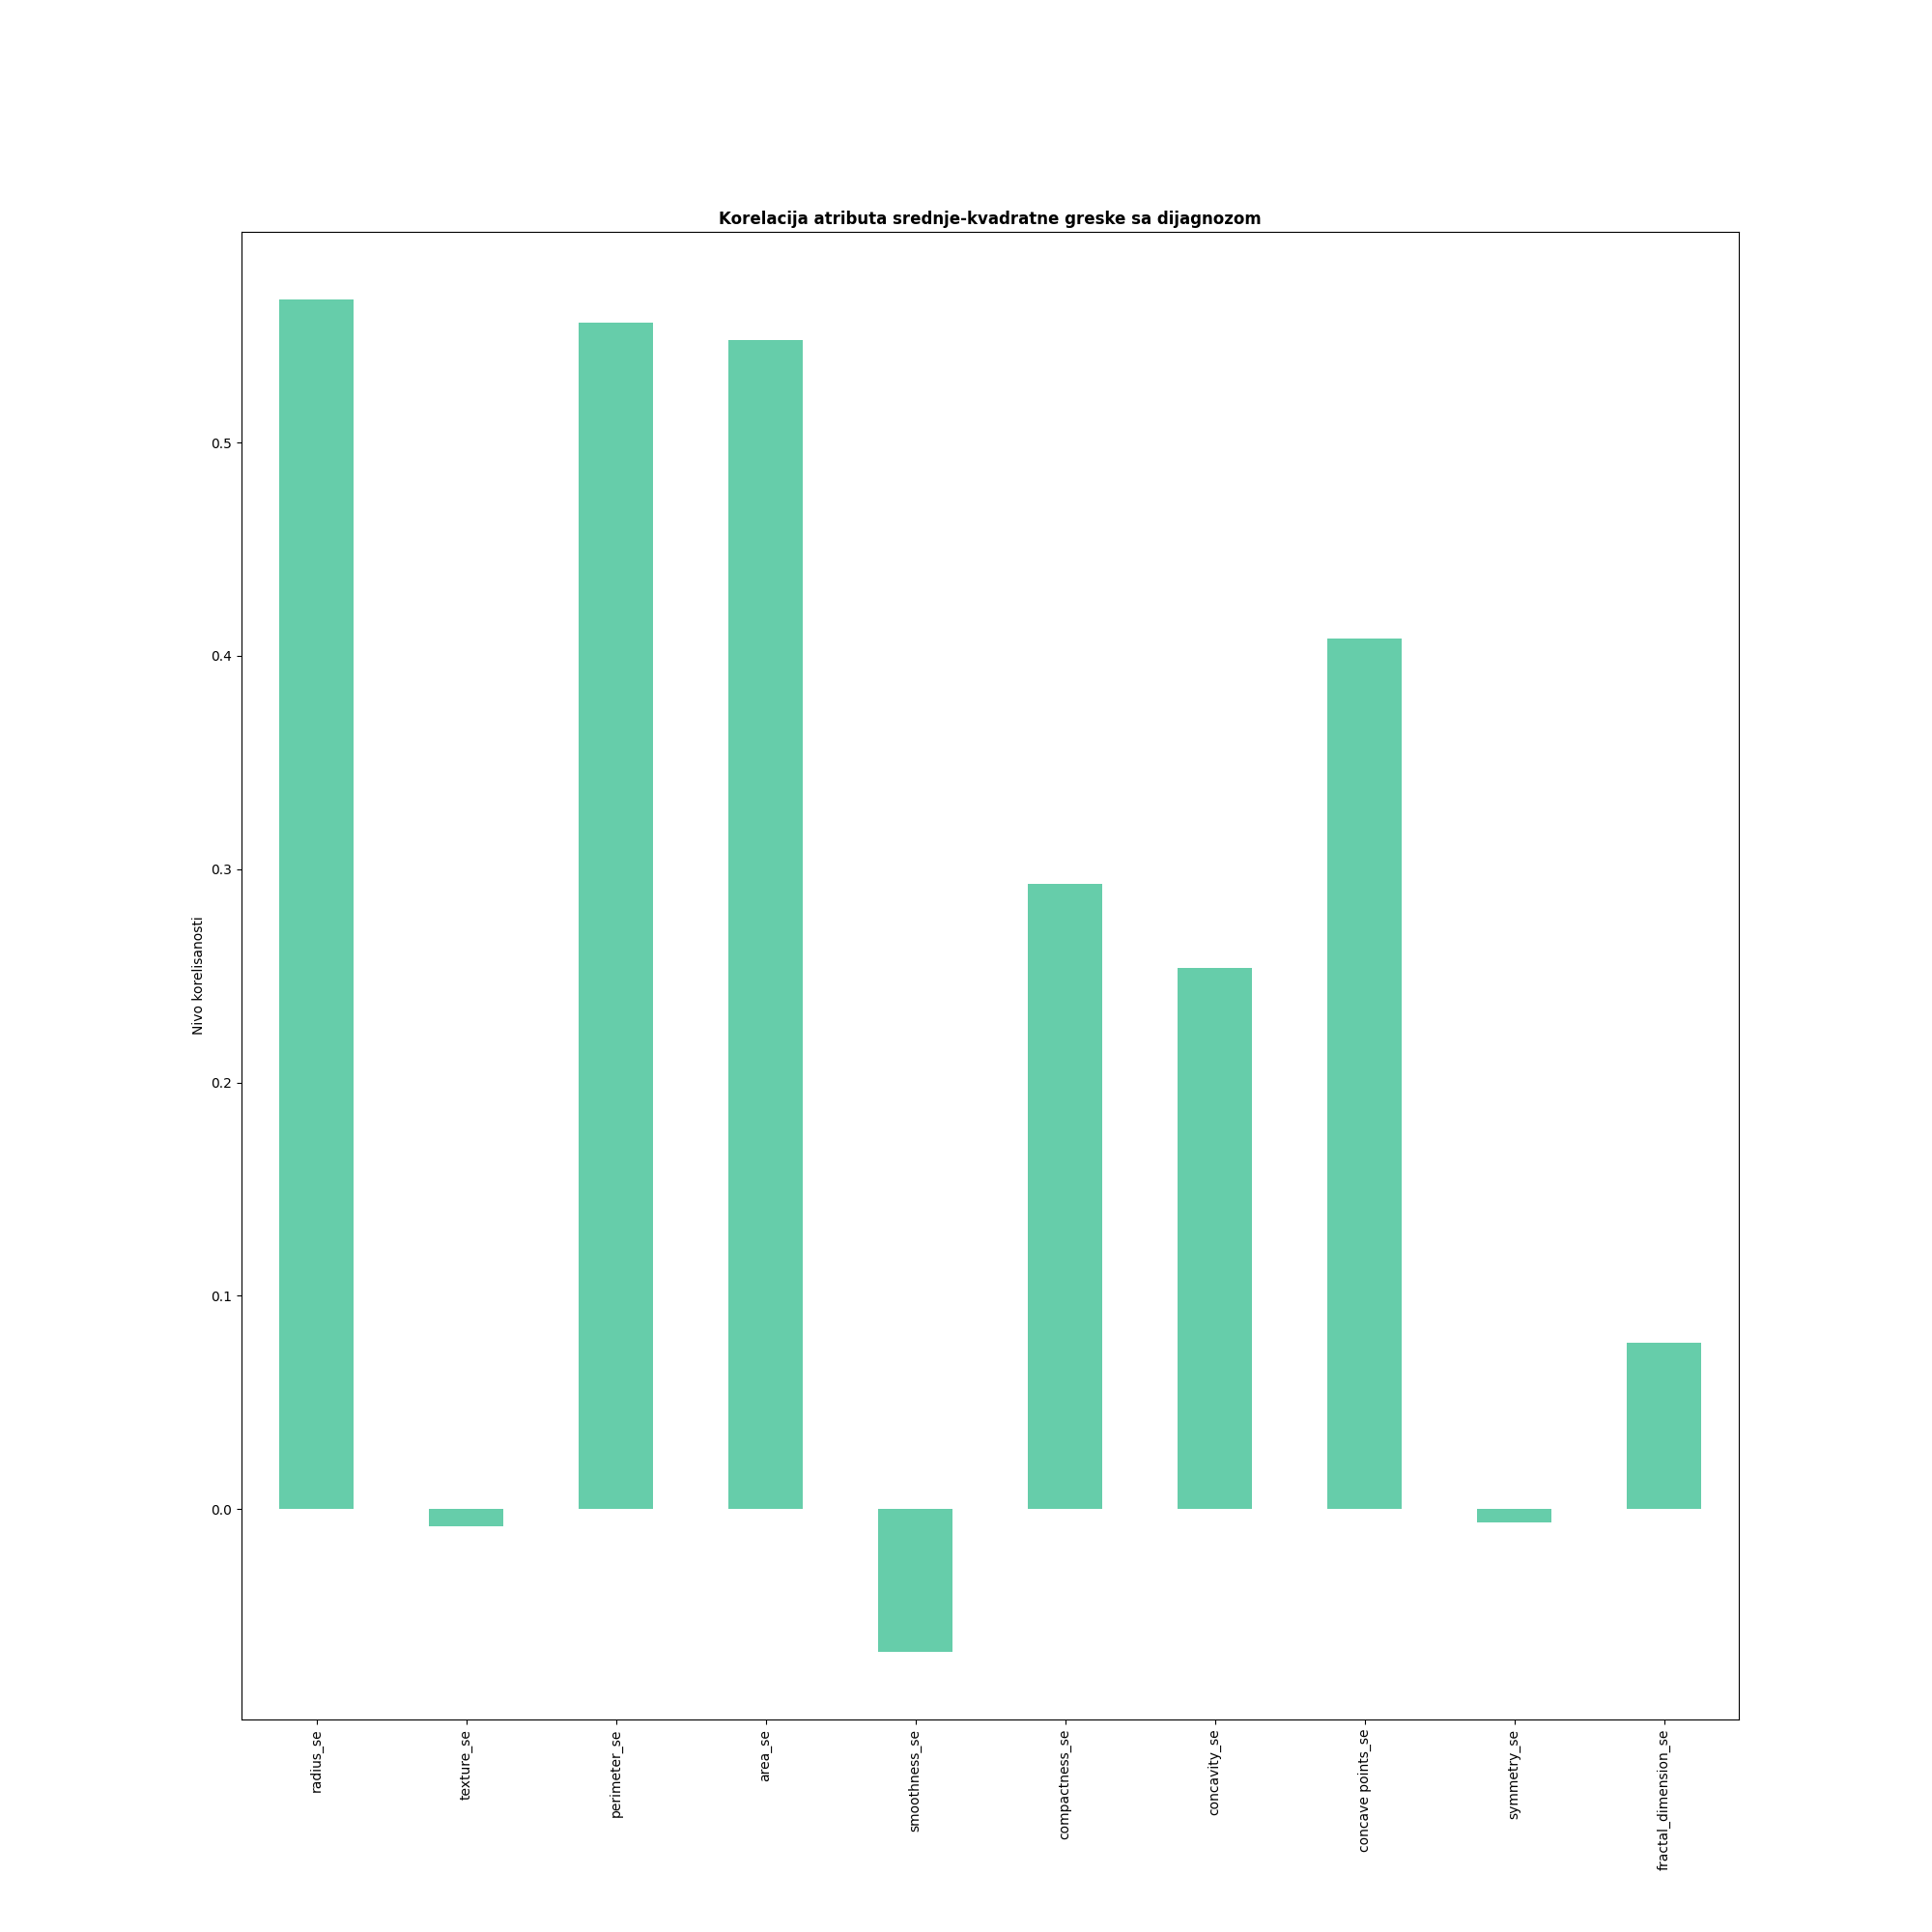 Korelacija atributa srednje-kvadratne greske sa dijagnozom
Nivo korelisanosti
0.5
0.4
0.3
0.2
0.1
0.0
radius_se
texture_se
perimeter_se
area_se
smoothness_se
compactness_se
concavity_se
concave points_se
symmetry_se
fractal_dimension_se